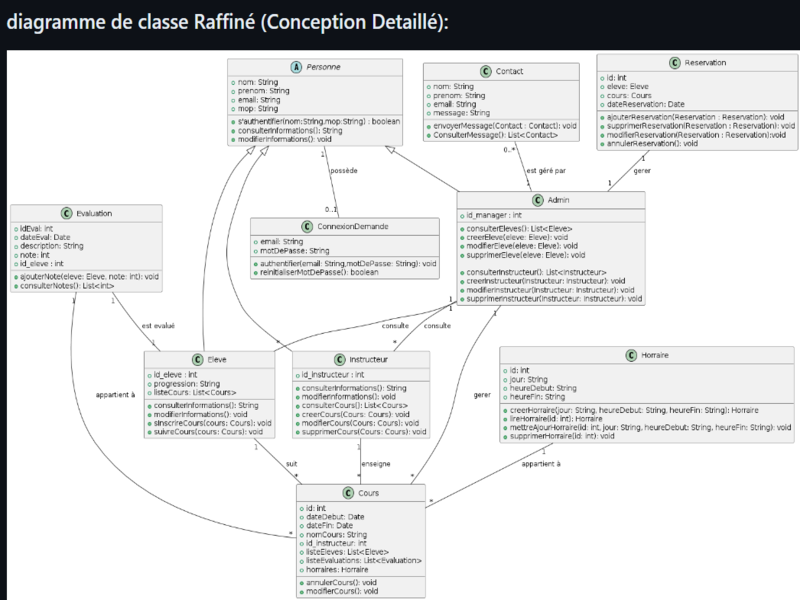 diagramme de classe Raffiné (Conception Detaillé):
A Personne
nom: String
prenom: String
email: String
mop: String
s'authentifier(nom:String,mop:String) : boolean
consulterInformations(): String
modifierInformations(): void
C Contact
nom: String
prenom: String
email: String
message: String
envoyerMessage(Contact : Contact): void
ConsulterMessage(): List<Contact>
C Reservation
id: int
eleve: Eleve
cours: Cours
dateReservation: Date
ajouterReservation(Reservation : Reservation): void
supprimerReservation(Reservation : Reservation): void
modifierReservation(Reservation : Reservation):void
annulerReservation(): void
1
possède
0..1
0..*
est géré par
1
1
gerer
1
C Evaluation
idEval: int
dateEval: Date
description: String
note: int
id_eleve : int
ajouterNote(eleve: Eleve, note: int): void
consulterNotes(): List<int>
C ConnexionDemande
email: String
motDePasse: String
authentifier(email: String,motDePasse: String): void
reinitialiserMotDePasse(): boolean
C Admin
id_manager : int
consulterEleves(): List<Eleve>
creerEleve(eleve: Eleve): void
modifierEleve(eleve: Eleve): void
supprimerEleve(eleve: Eleve): void
consulterInstructeur(): List<Instructeur>
creerInstructeur(Instructeur: Instructeur): void
modifierInstructeur(Instructeur: Instructeur): void
supprimerInstructeur(Instructeur: Instructeur): void
1
1
est evalué
1
1
1
consulte
consulte
*
*
1
gerer
*
appartient à
*
C Eleve
id_eleve : int
progression: String
listeCours: List<Cours>
consulterInformations(): String
modifierInformations(): void
sinscrireCours(cours: Cours): void
suivreCours(cours: Cours): void
C Instructeur
id_instructeur : int
consulterInformations(): String
modifierInformations(): void
consulterCours(): List<Cours>
creerCours(Cours: Cours): void
modifierCours(Cours: Cours): void
supprimerCours(Cours: Cours): void
C Horraire
id: int
jour: String
heureDebut: String
heureFin: String
creerHorraire(jour: String, heureDebut: String, heureFin: String): Horraire
lireHorraire(id: int): Horraire
mettreAjourHorraire(id: int, jour: String, heureDebut: String, heureFin: String): void
supprimerHorraire(id: int): void
1
suit
*
1
enseigne
*
1
appartient à
*
C Cours
id: int
dateDebut: Date
dateFin: Date
nomCours: String
id_instructeur: int
listeEleves: List<Eleve>
listeEvaluations: List<Evaluation>
horraires: Horraire
annulerCours(): void
modifierCours(): void